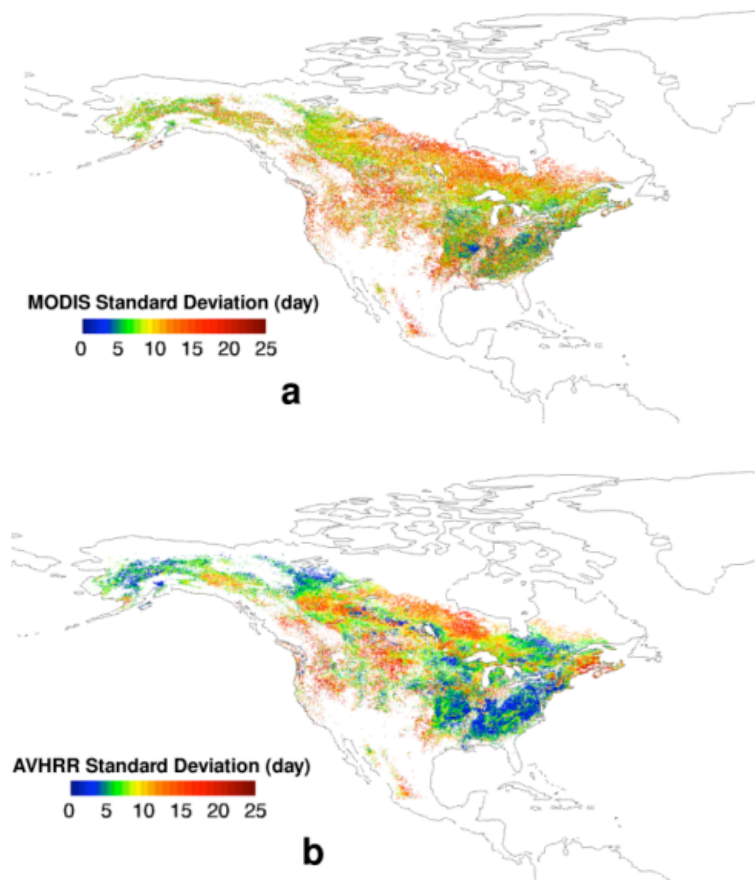 MODIS Standard Deviation (day)
0 5 10 15 20 25
a
AVHRR Standard Deviation (day)
0 5 10 15 20 25
b